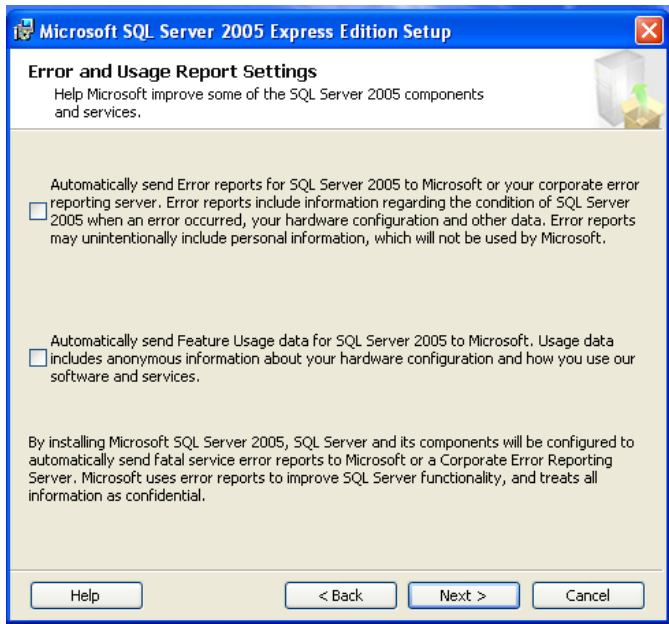 Microsoft SQL Server 2005 Express Edition Setup
Error and Usage Report Settings
Help Microsoft improve some of the SQL Server 2005 components
and services.
Automatically send Error reports for SQL Server 2005 to Microsoft or your corporate error
reporting server. Error reports include information regarding the condition of SQL Server
2005 when an error occurred, your hardware configuration and other data. Error reports
may unintentionally include personal information, which will not be used by Microsoft.
Automatically send Feature Usage data for SQL Server 2005 to Microsoft. Usage data
includes anonymous information about your hardware configuration and how you use our
software and services.
By installing Microsoft SQL Server 2005, SQL Server and its components will be configured to
automatically send fatal service error reports to Microsoft or a Corporate Error Reporting
Server. Microsoft uses error reports to improve SQL Server functionality, and treats all
information as confidential.
Help < Back Next > Cancel